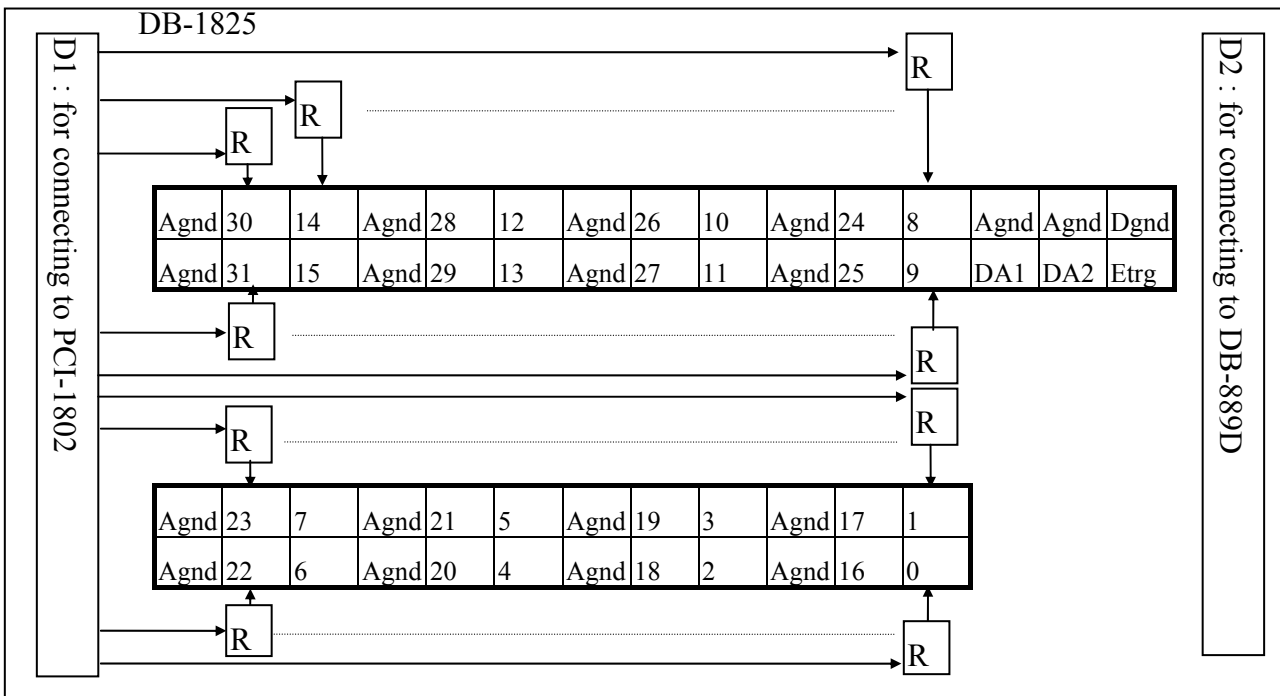 DB-1825
D1 : for connecting to PCI-1802
D2 : for connecting to DB-889D
R
R
R
Agnd 30 14 Agnd 28 12 Agnd 26 10 Agnd 24 8 Agnd Agnd Dgnd
Agnd 31 15 Agnd 29 13 Agnd 27 11 Agnd 25 9 DA1 DA2 Etrg
R
R
R
R
Agnd 23 7 Agnd 21 5 Agnd 19 3 Agnd 17 1
Agnd 22 6 Agnd 20 4 Agnd 18 2 Agnd 16 0
R
R